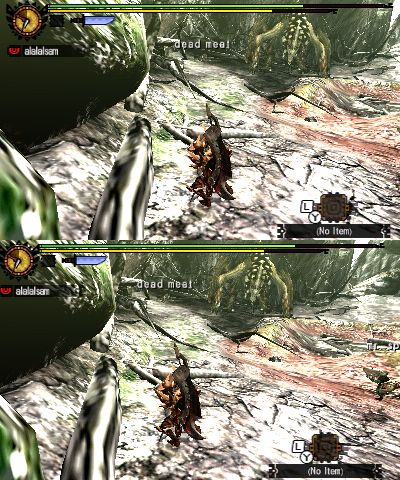 dead meat
alalalsam
L
Y
(No Item)
dead meat
alalalsam
L
Y
(No Item)